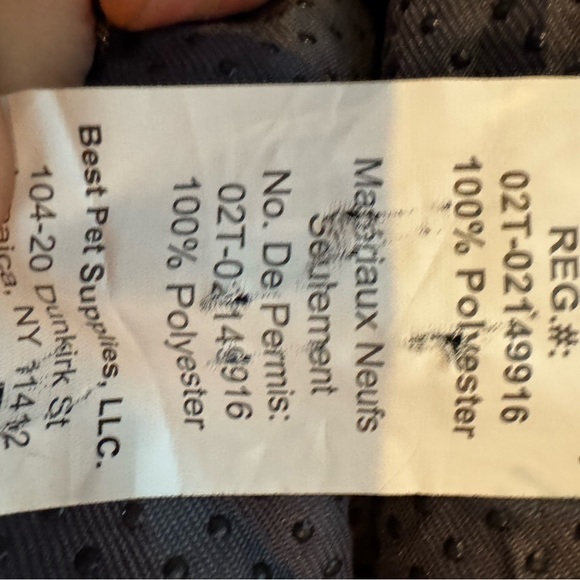 REG.#:
02T-02149916
100% Polyester
Matériaux Neufs
Seulement
No. De Permis:
02T-02149916
100% Polyester
Best Pet Supplies, LLC.
104-20 Dunkirk St
NY 11412